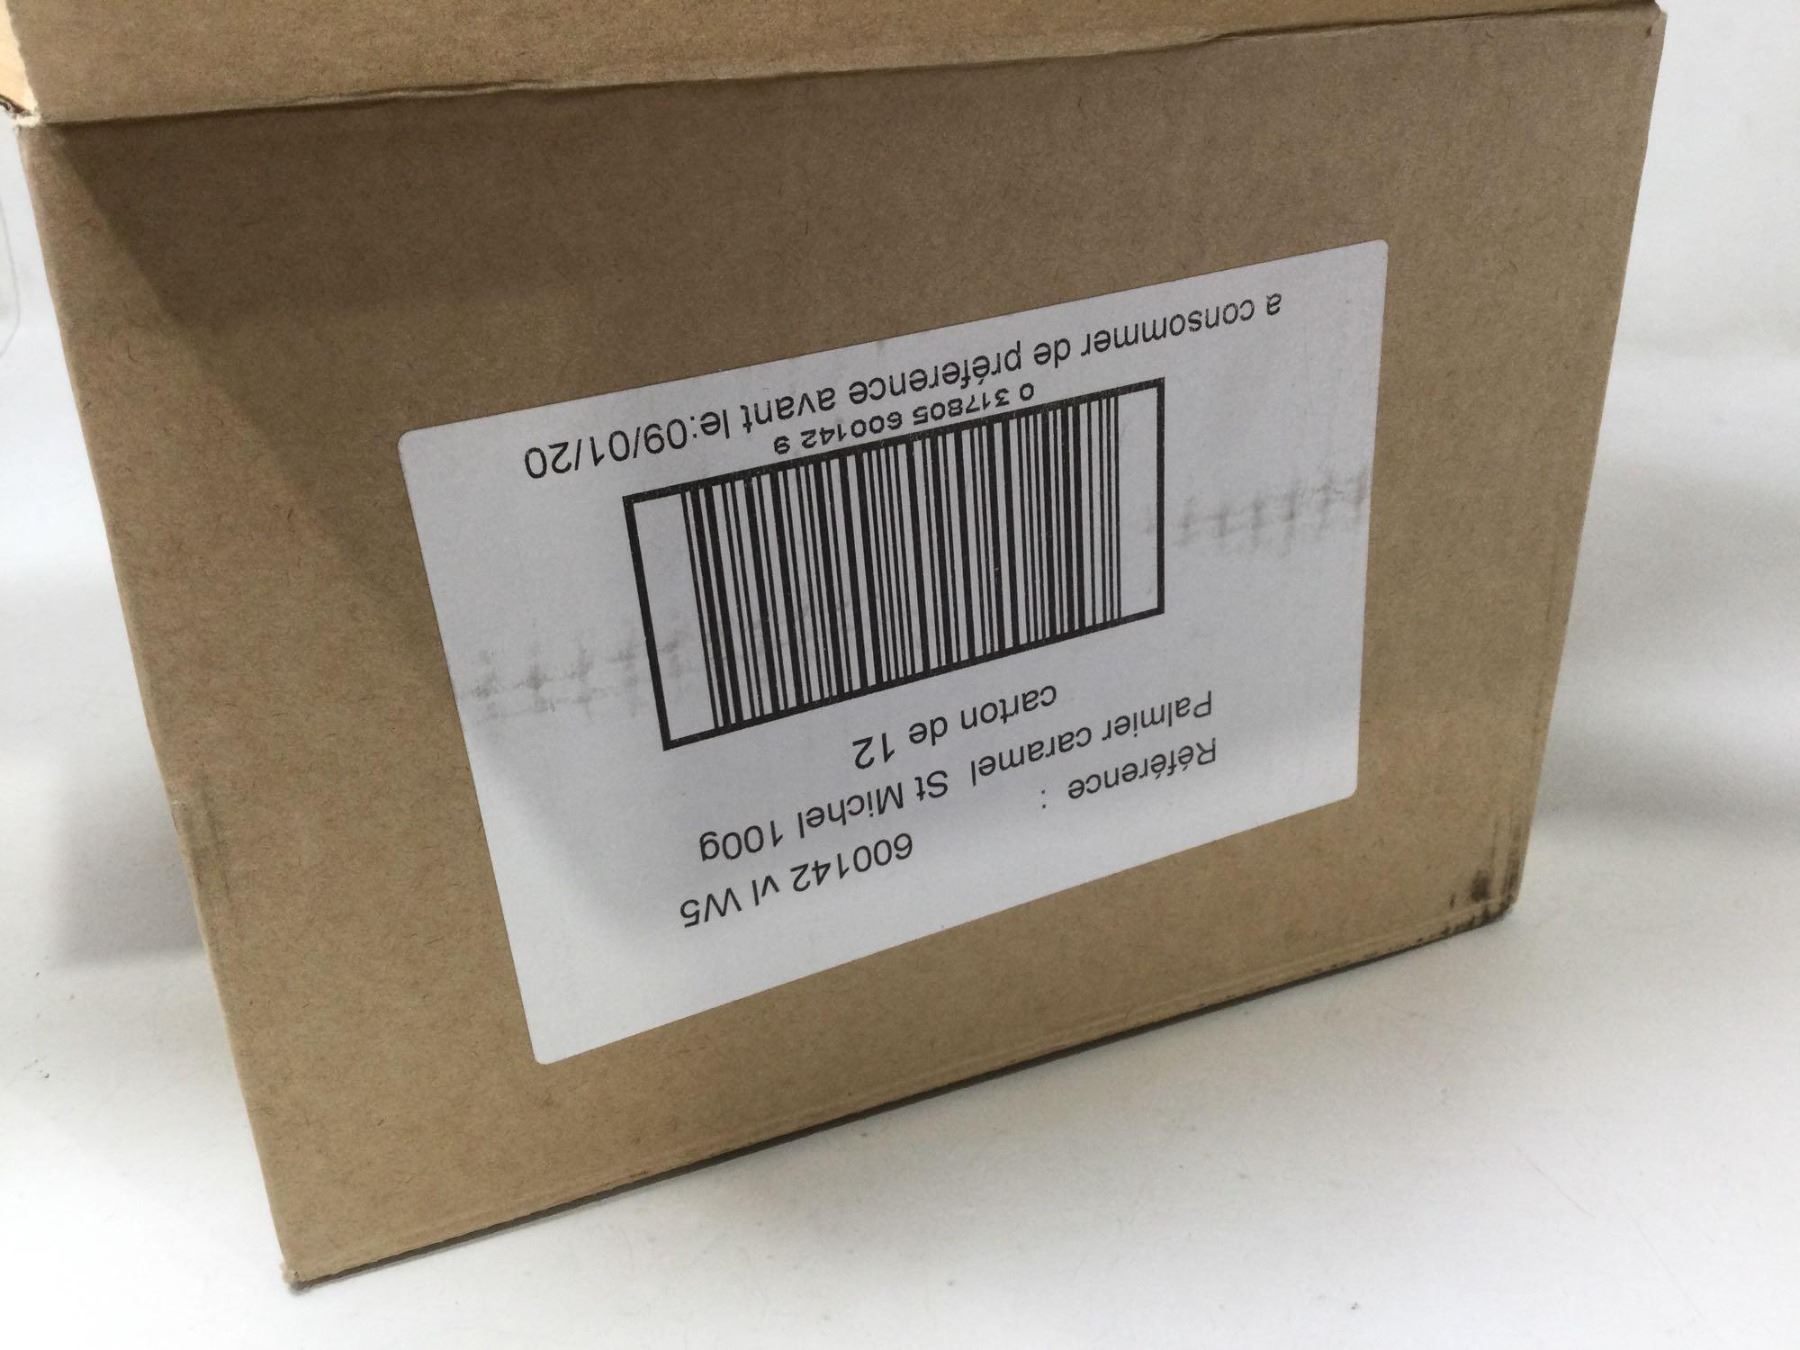 Référence : 600142 vl W5
Palmier caramel St Michel 100g
carton de 12
0 317805 600142 9
a consommer de préférence avant le:09/01/20